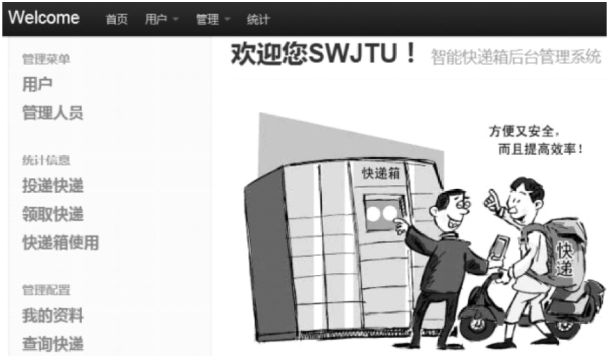 Welcome 首页 用户 管理 统计
欢迎您SWJTU！ 智能快递箱后台管理系统
管理菜单
用户
管理人员
统计信息
投递快递
领取快递
快递箱使用
管理配置
我的资料
查询快递
方便又安全，
而且提高效率！
快递箱
快递